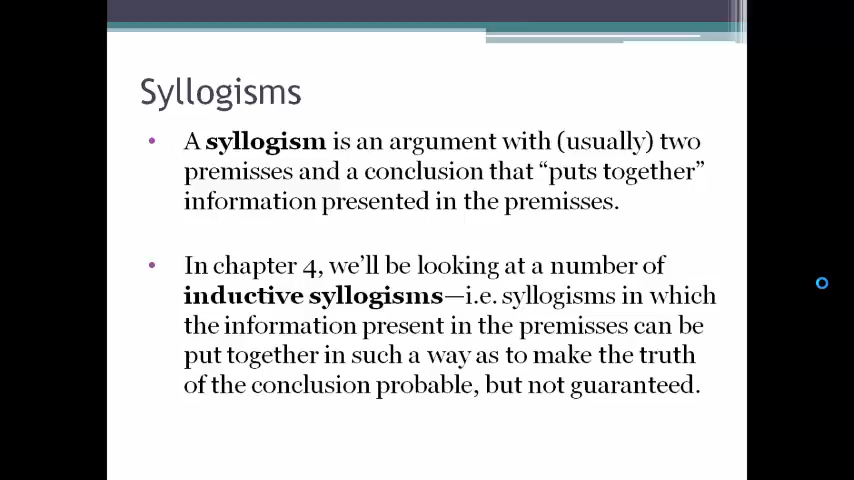 Syllogisms
• A syllogism is an argument with (usually) two
premisses and a conclusion that “puts together”
information presented in the premisses.
• In chapter 4, we’ll be looking at a number of
inductive syllogisms—i.e. syllogisms in which
the information present in the premisses can be
put together in such a way as to make the truth
of the conclusion probable, but not guaranteed.